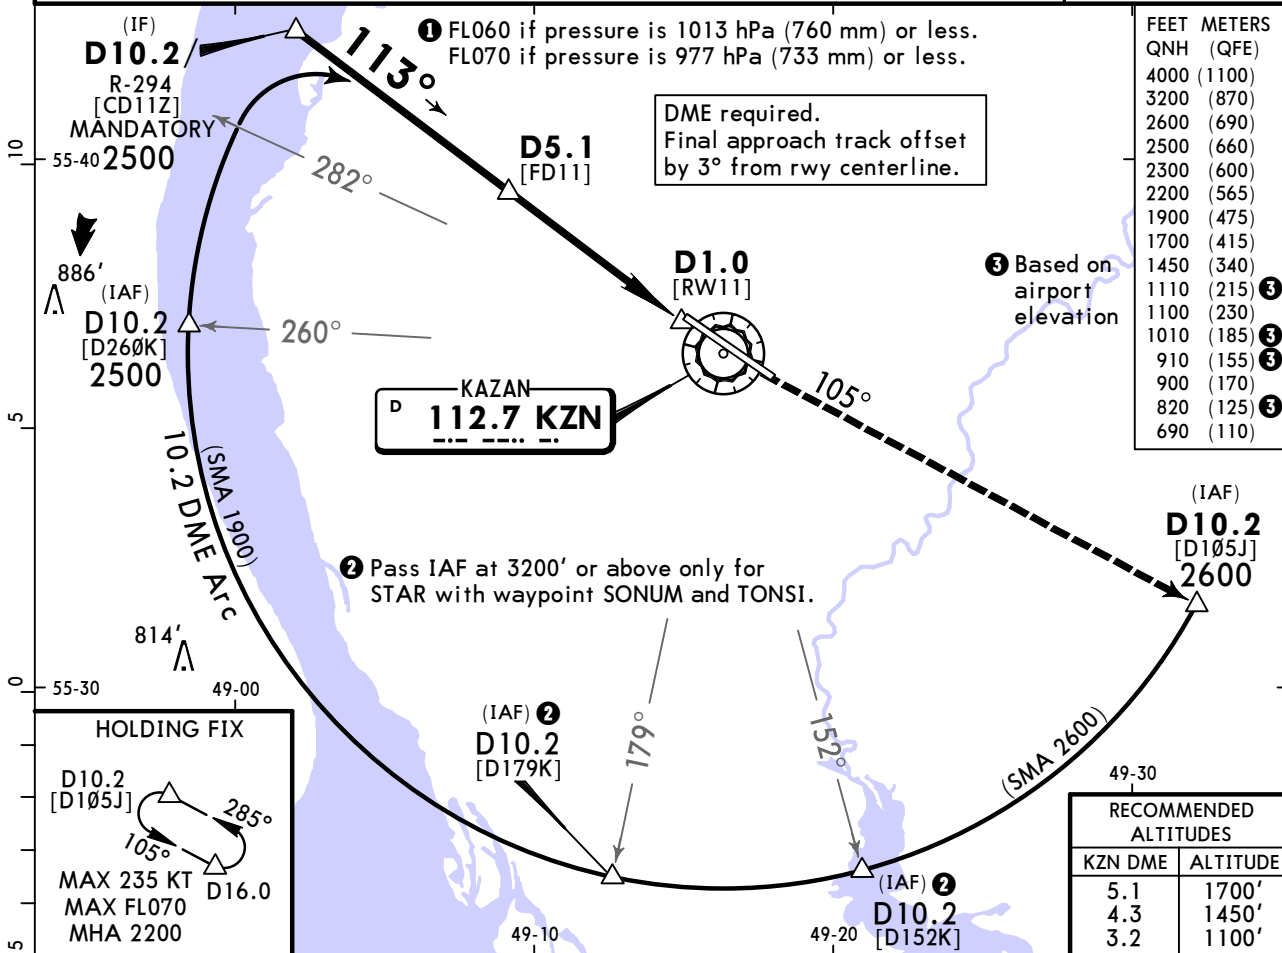 ❶ FL060 if pressure is 1013 hPa (760 mm) or less.
FL070 if pressure is 977 hPa (733 mm) or less.
(IF)
D10.2
R-294
[CD11Z]
MANDATORY
2500
113°
282°
D5.1
[FD11]
DME required.
Final approach track offset
by 3° from rwy centerline.
FEET METERS
QNH (QFE)
4000 (1100)
3200 (870)
2600 (690)
2500 (660)
2300 (600)
2200 (565)
1900 (475)
1700 (415)
1450 (340)
1110 (215) ❸
1100 (230)
1010 (185) ❸
910 (155) ❸
900 (170)
820 (125) ❸
690 (110)
10
55-40
886'
(IAF)
D10.2
[D260K]
2500
260°
D1.0
[RW11]
❸ Based on
airport
elevation
KAZAN
D 112.7 KZN
105°
5
10.2 DME Arc
(SMA 1900)
(IAF)
D10.2
[D105J]
2600
❷ Pass IAF at 3200' or above only for
STAR with waypoint SONUM and TONSI.
814'
0
55-30
49-00
179°
152°
(IAF) ❷
D10.2
[D179K]
(SMA 2600)
49-30
HOLDING FIX
D10.2
[D105J]
285°
105°
D16.0
MAX 235 KT
MAX FL070
MHA 2200
(IAF) ❷
D10.2
[D152K]
49-10
49-20
5
RECOMMENDED
ALTITUDES
KZN DME ALTITUDE
5.1 1700'
4.3 1450'
3.2 1100'